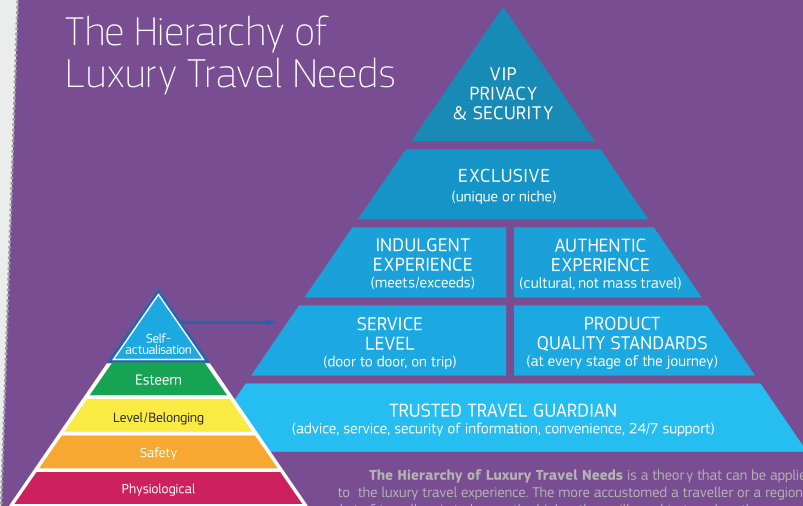 The Hierarchy of
Luxury Travel Needs
VIP
PRIVACY
& SECURITY
EXCLUSIVE
(unique or niche)
INDULGENT
EXPERIENCE
(meets/exceeds)
AUTHENTIC
EXPERIENCE
(cultural, not mass travel)
SERVICE
LEVEL
(door to door, on trip)
PRODUCT
QUALITY STANDARDS
(at every stage of the journey)
TRUSTED TRAVEL GUARDIAN
(advice, service, security of information, convenience, 24/7 support)
Self-
actualisation
Esteem
Level/Belonging
Safety
Physiological
The Hierarchy of Luxury Travel Needs is a theory that can be
to the luxury travel experience. The more accustomed a traveller or a region